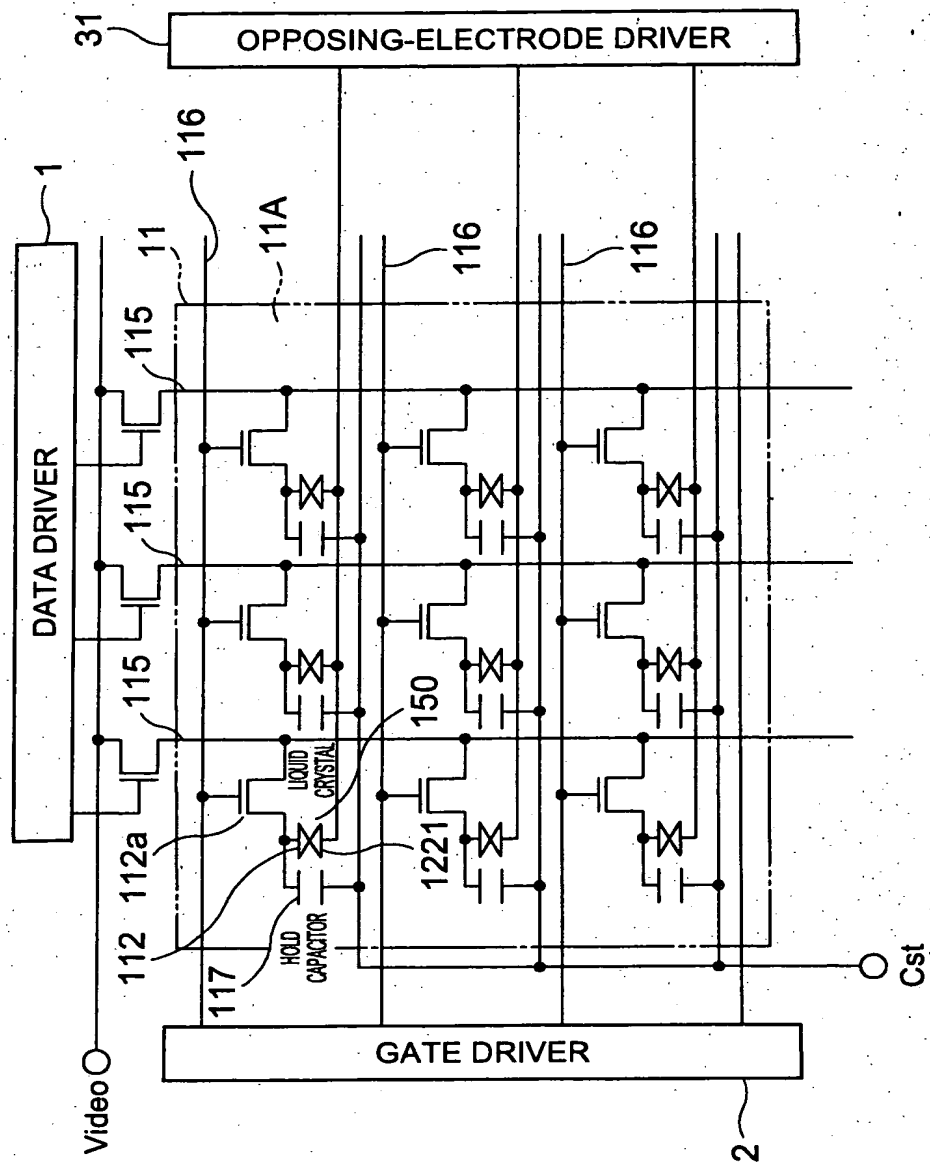 31
OPPOSING-ELECTRODE DRIVER
116
1
11A
11
116
116
115
DATA DRIVER
115
115
150
LIQUID
CRYSTAL
112a
1221
112
HOLD
CAPACITOR
117
Cst
GATE DRIVER
Video
2